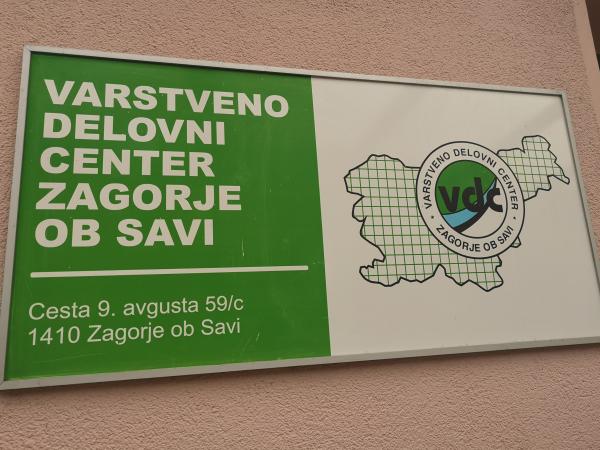 VARSTVENO
DELOVNI
CENTER
ZAGORJE
OB SAVI
Cesta 9. avgusta 59/c
1410 Zagorje ob Savi
VARSTVENO DELOVNI CENTER
vdc
• ZAGORJE OB SAVI •